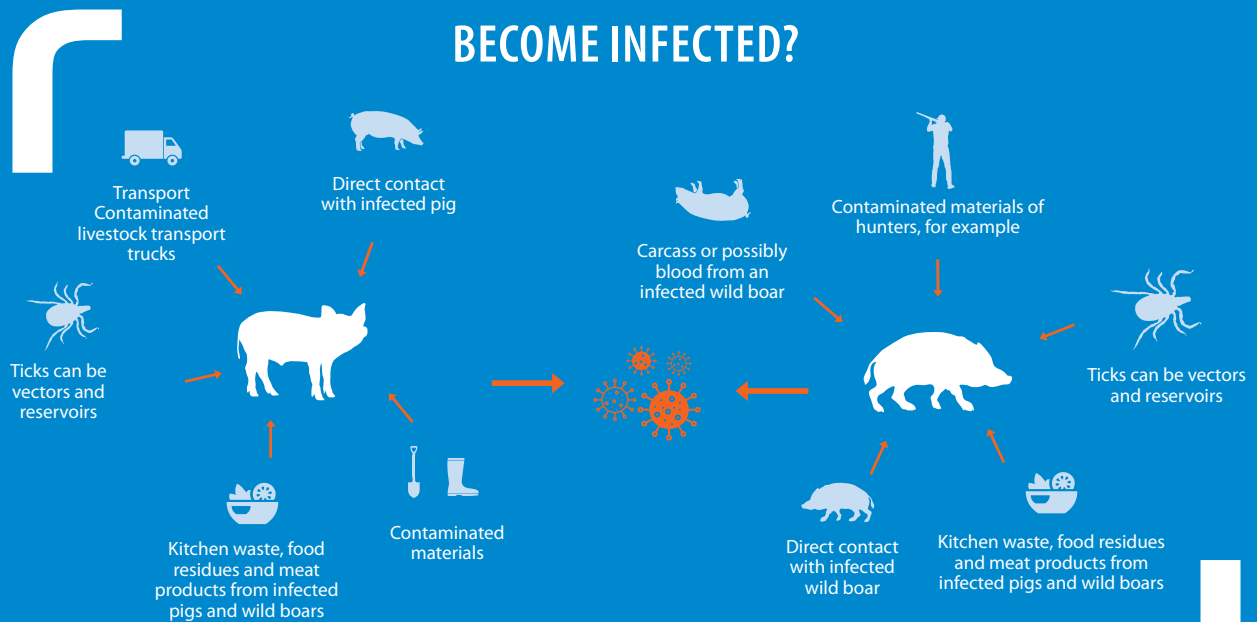 BECOME INFECTED?
Transport
Contaminated
livestock transport
trucks
Direct contact
with infected pig
Ticks can be
vectors and
reservoirs
Kitchen waste, food
residues and meat
products from infected
pigs and wild boars
Contaminated
materials
Carcass or possibly
blood from an
infected wild boar
Contaminated materials of
hunters, for example
Ticks can be vectors
and reservoirs
Direct contact
with infected
wild boar
Kitchen waste, food residues
and meat products from
infected pigs and wild boars